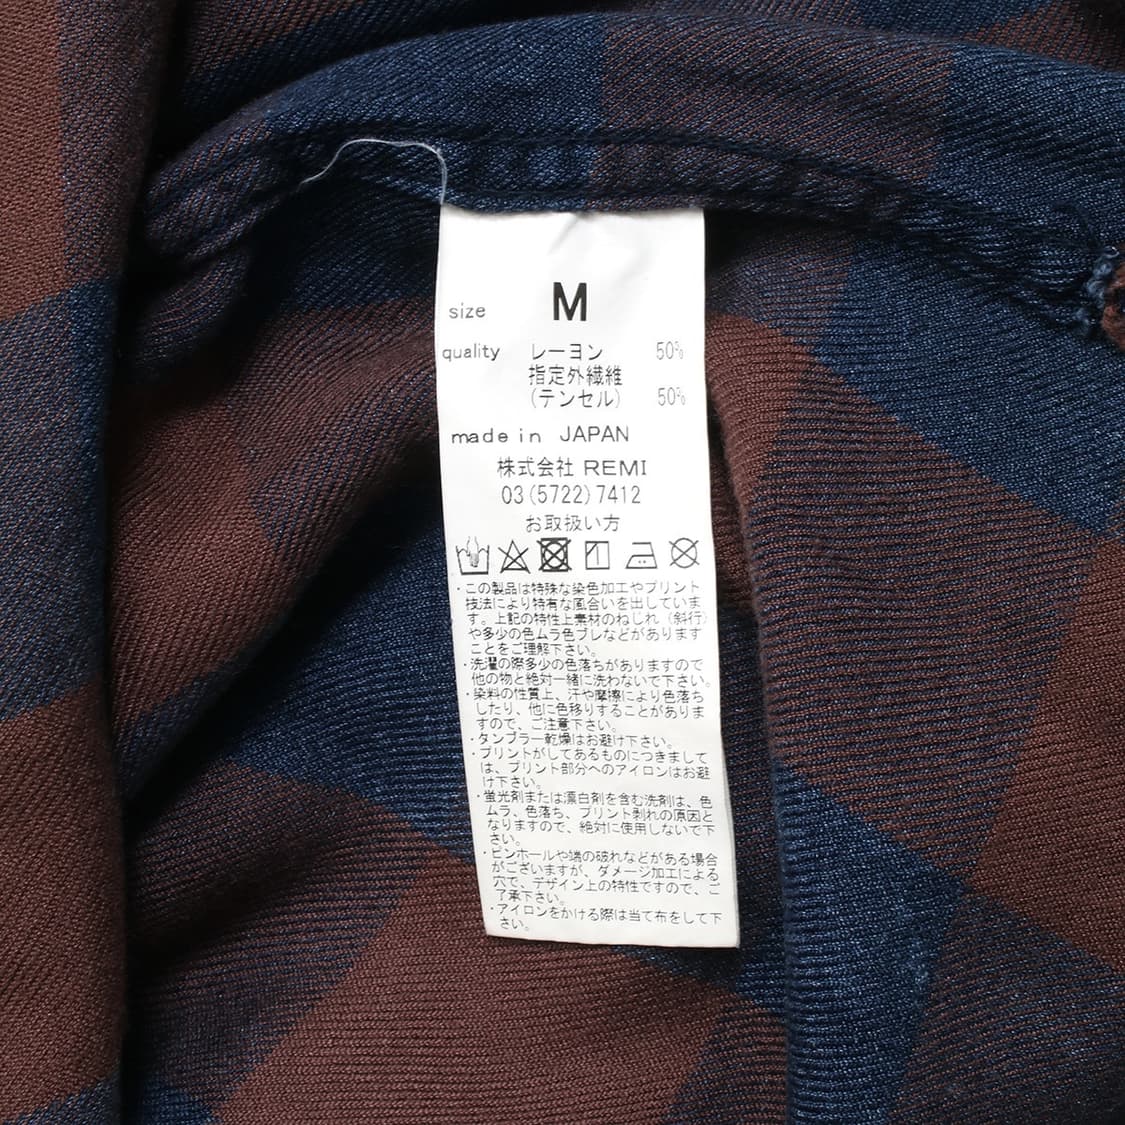 size M
quality レーヨン 50%
指定外繊維
(テンセル) 50%
made in JAPAN
株式会社 REMI
03(5722)7412
お取扱い方
・この製品は特殊な染色加工やプリント
技法により特有な風合いを出していま
す。上記の特性上素材のねじれ(斜行)
や多少の色ムラ色ブレなどがあります
ことをご理解下さい。
・洗濯の際多少の色落ちがありますので
他の物と絶対一緒に洗わないで下さい。
・染料の性質上、汗や摩擦により色落ち
したり、他に色移りすることがありま
すので、ご注意下さい。
・タンブラー乾燥はお避け下さい。
・プリントがしてあるものにつきまして
は、プリント部分へのアイロンはお避
け下さい。
・蛍光剤または漂白剤を含む洗剤は、色
ムラ、色落ち、プリント剥れの原因と
なりますので、絶対に使用しないで下
さい。
・ピンホールや端の破れなどがある場合
がございますが、ダメージ加工による
穴で、デザイン上の特性ですので、ご
了承下さい。
・アイロンをかける際は当て布をして下
さい。